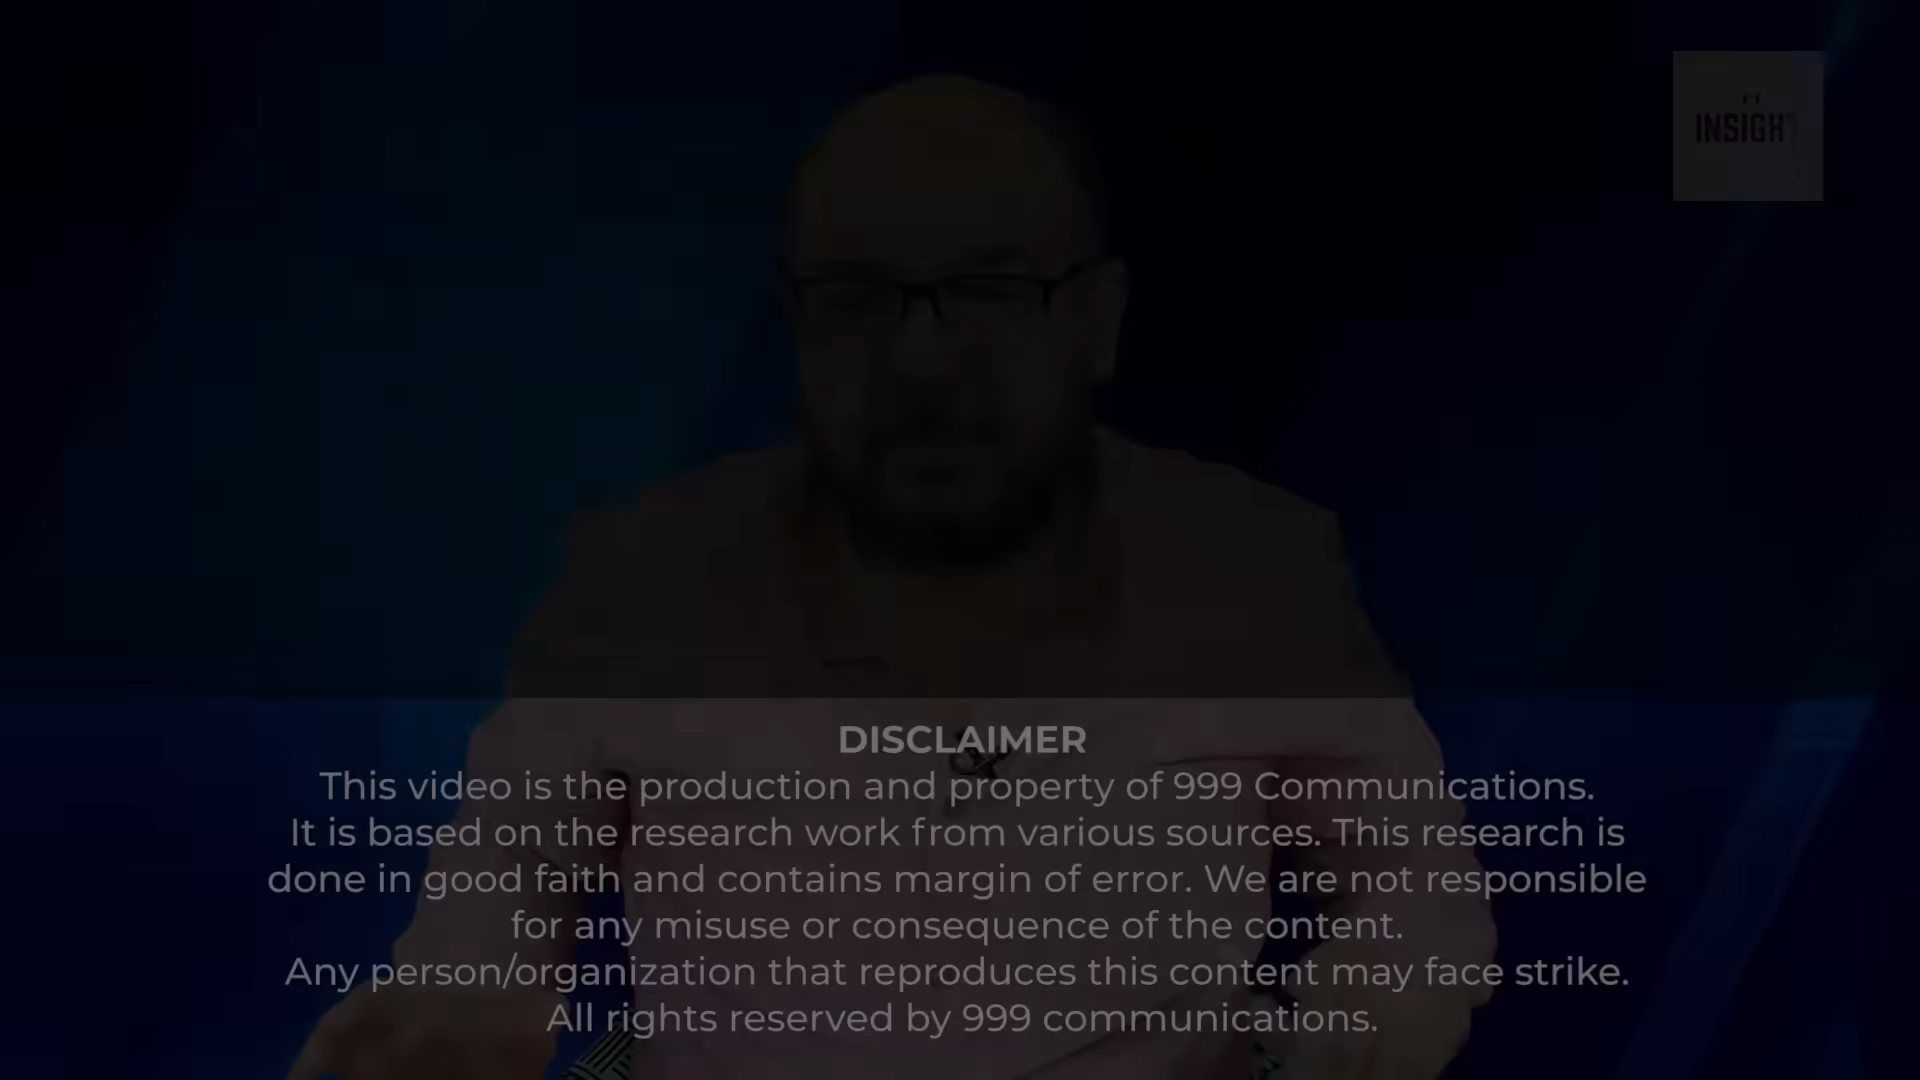 INSIGHT
DISCLAIMER
This video is the production and property of 999 Communications.
It is based on the research work from various sources. This research is
done in good faith and contains margin of error. We are not responsible
for any misuse or consequence of the content.
Any person/organization that reproduces this content may face strike.
All rights reserved by 999 communications.